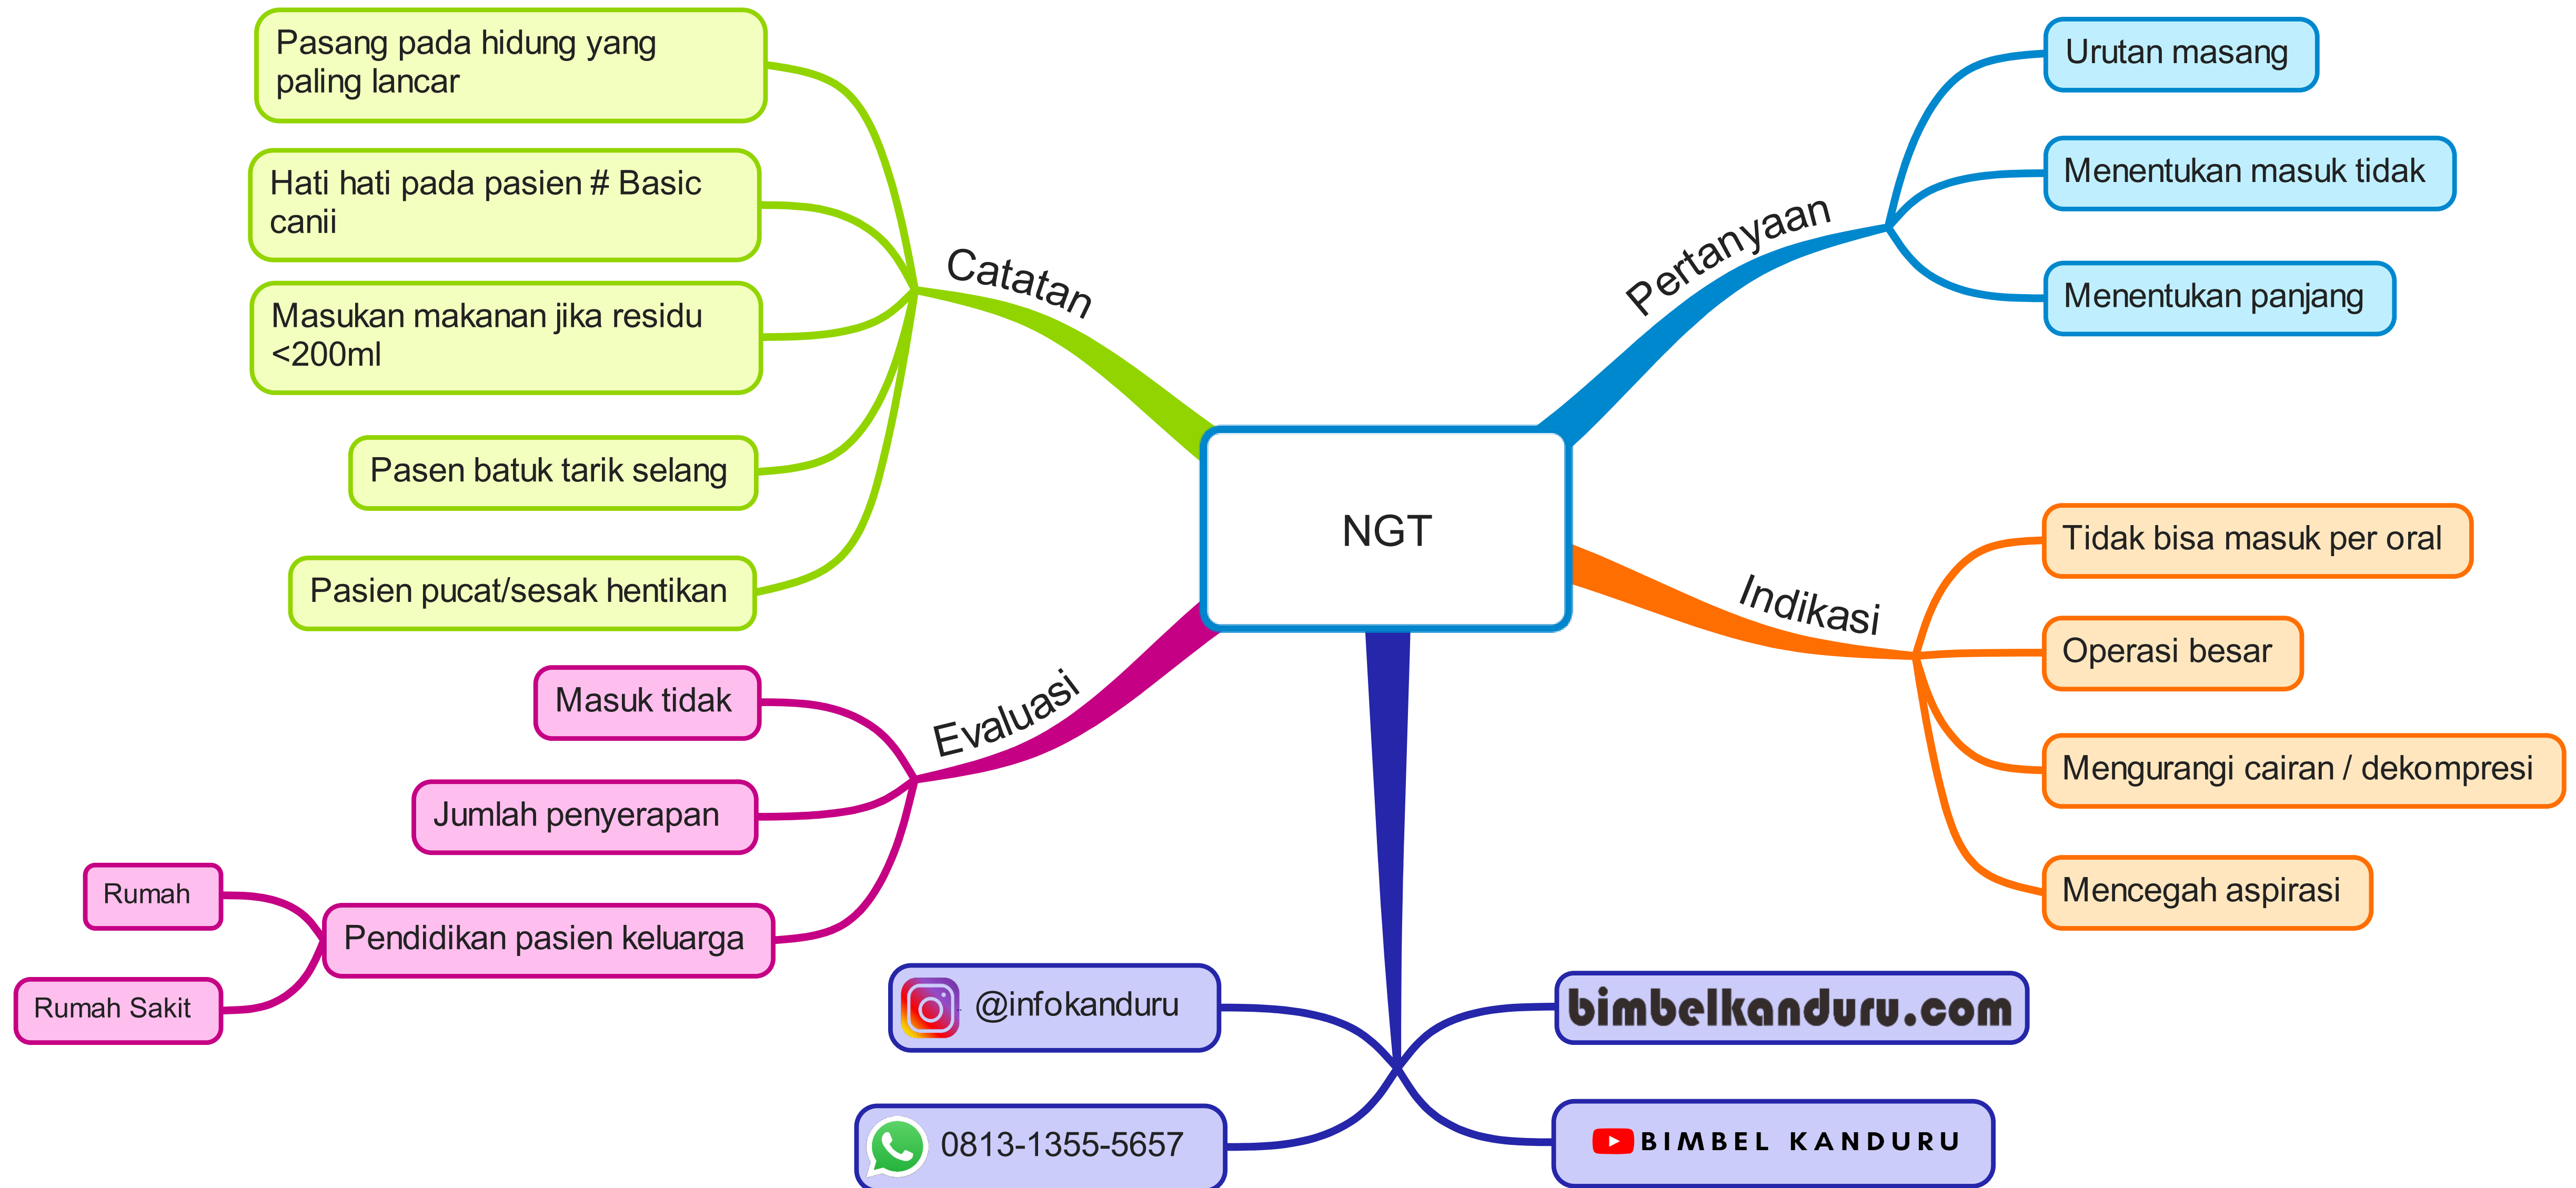 NGT
Catatan
Pasang pada hidung yang
paling lancar
Hati hati pada pasien # Basic
canii
Masukan makanan jika residu
<200ml
Pasen batuk tarik selang
Pasien pucat/sesak hentikan
Evaluasi
Masuk tidak
Jumlah penyerapan
Pendidikan pasien keluarga
Rumah
Rumah Sakit
Pertanyaan
Urutan masang
Menentukan masuk tidak
Menentukan panjang
Indikasi
Tidak bisa masuk per oral
Operasi besar
Mengurangi cairan / dekompresi
Mencegah aspirasi
@infokanduru
0813-1355-5657
bimbelkanduru.com
BIMBEL KANDURU